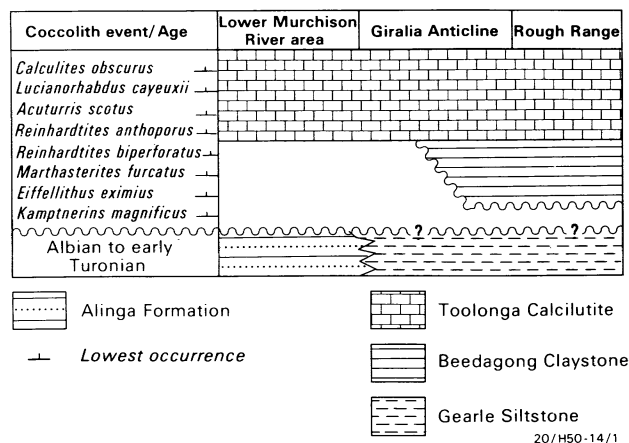 Coccolith event/Age
Lower Murchison
River area
Giralia Anticline
Rough Range
Calculites obscurus
Lucianorhabdus cayeuxii
Acuturris scotus
Reinhardtites anthoporus
Reinhardtites biperforatus
Marthasterites furcatus
Eiffellithus eximius
Kamptnerins magnificus
? ?
Albian to early
Turonian
Alinga Formation
Toolonga Calcilutite
Lowest occurrence
Beedagong Claystone
Gearle Siltstone
20/H50-14/1